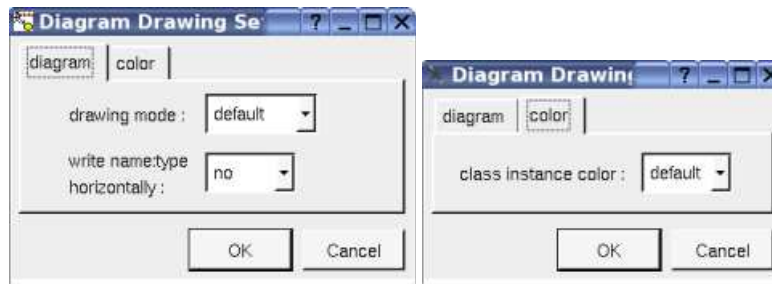 Diagram Drawing Se
diagram color
drawing mode : default
write name:type
horizontally : no
OK Cancel
Diagram Drawing
diagram color
class instance color : default
OK Cancel